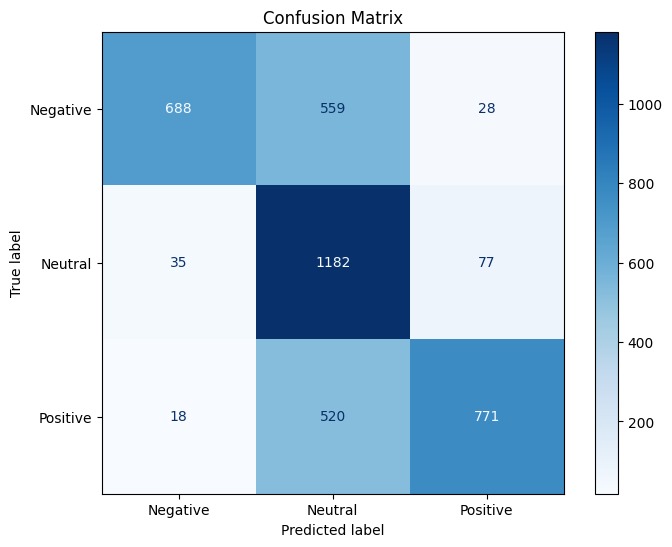 Confusion Matrix
Negative 688 559 28
Neutral 35 1182 77
Positive 18 520 771
Negative Neutral Positive
Predicted label
True label
1000
800
600
400
200